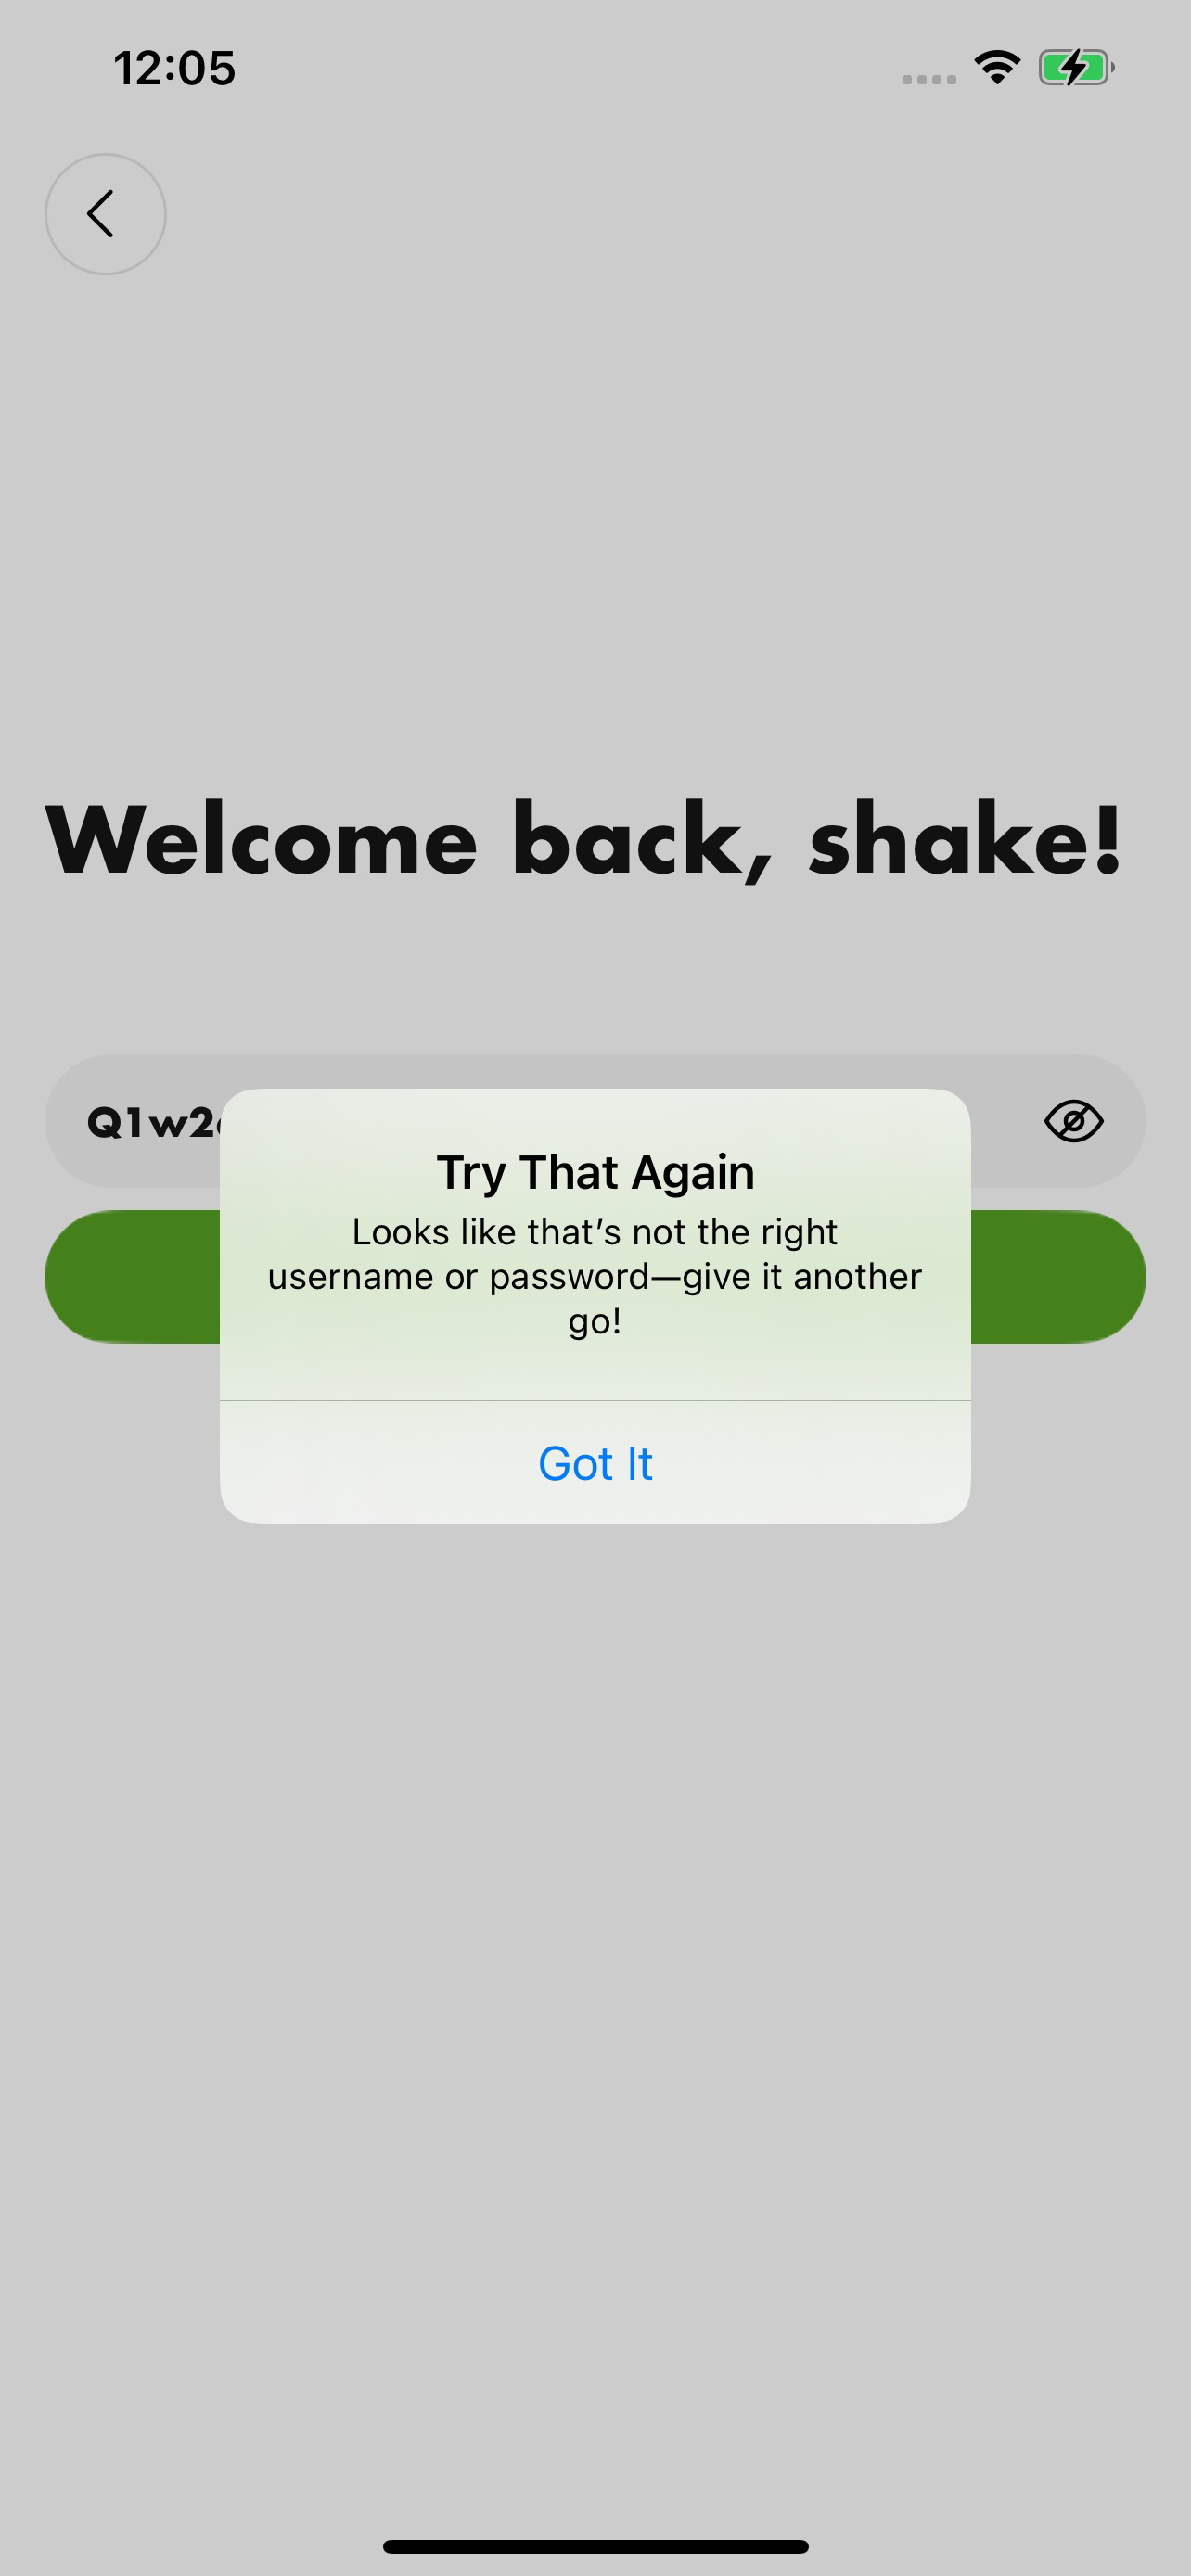 12:05
Welcome back, shake!
Q1w2
Try That Again
Looks like that’s not the right
username or password—give it another
go!
Got It